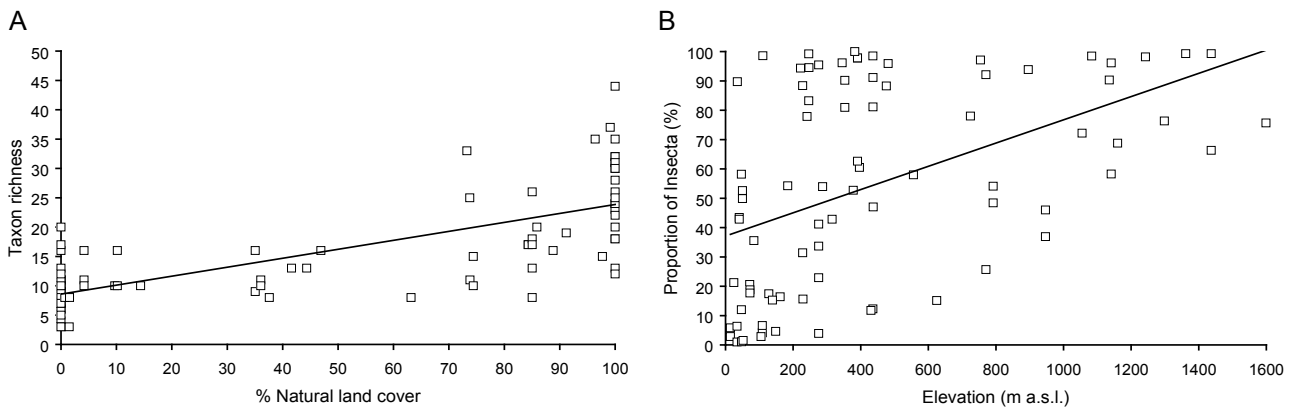 A
50
45
40
35
30
25
20
15
10
5
0
Taxon richness
0 10 20 30 40 50 60 70 80 90 100
% Natural land cover
B
100
90
80
70
60
50
40
30
20
10
0
Proportion of Insecta (%)
0 200 400 600 800 1000 1200 1400 1600
Elevation (m a.s.l.)